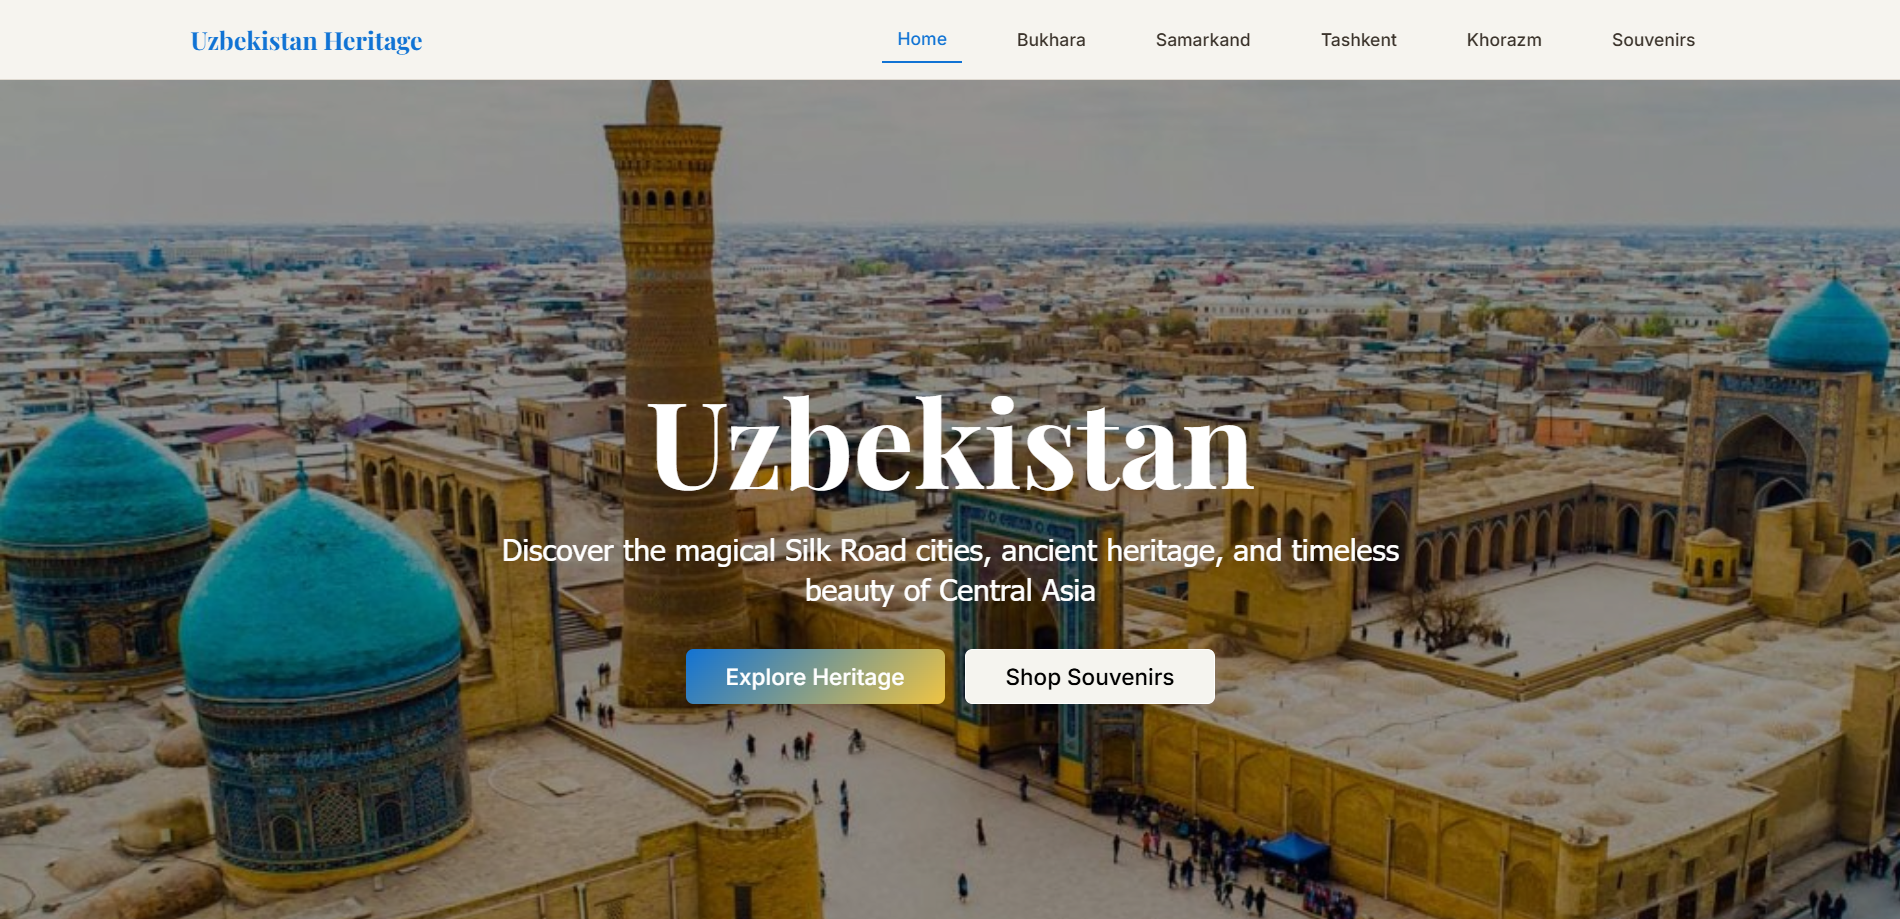 Uzbekistan Heritage
Home
Bukhara
Samarkand
Tashkent
Khorazm
Souvenirs
Uzbekistan
Discover the magical Silk Road cities, ancient heritage, and timeless
beauty of Central Asia
Explore Heritage
Shop Souvenirs